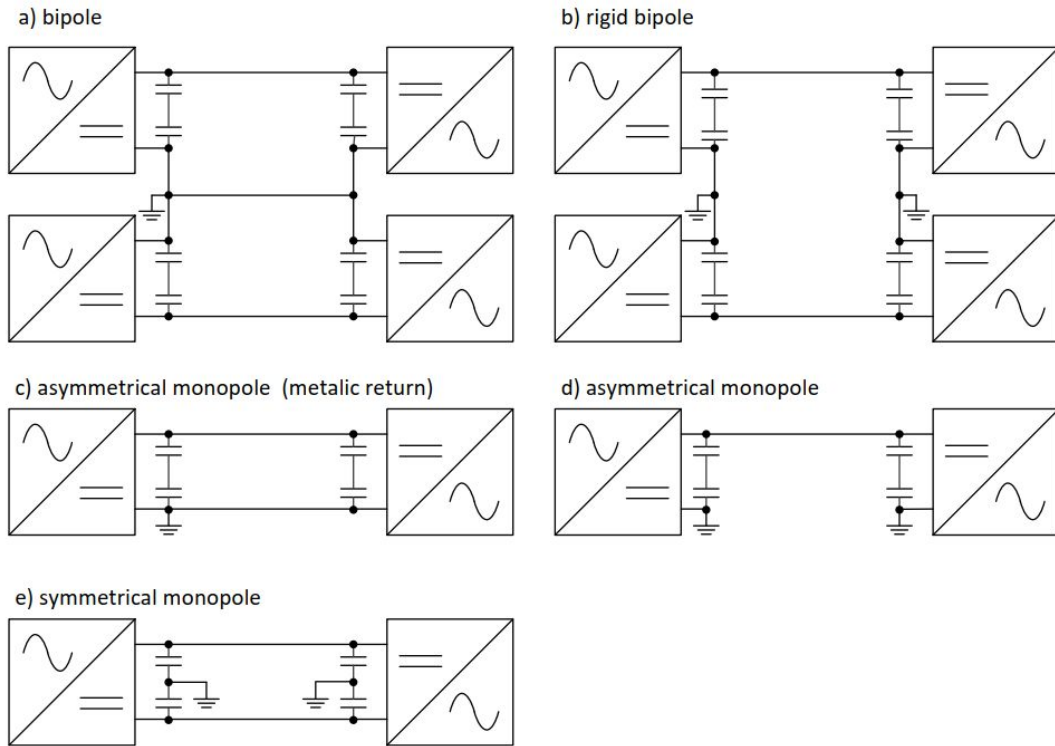 a) bipole
b) rigid bipole
c) asymmetrical monopole (metalic return)
d) asymmetrical monopole
e) symmetrical monopole